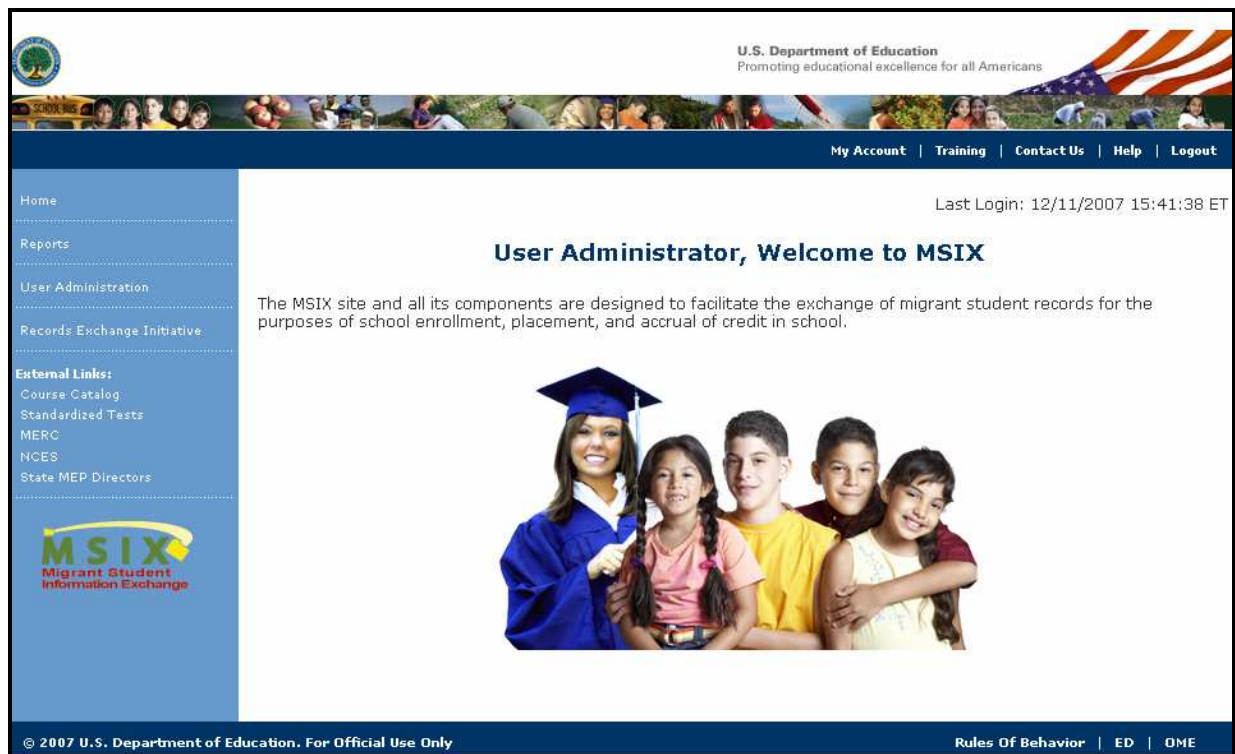 U.S. Department of Education
Promoting educational excellence for all Americans
SCHOOL BUS
My Account | Training | Contact Us | Help | Logout
Home
Reports
User Administration
Records Exchange Initiative
External Links:
Course Catalog
Standardized Tests
MERC
NCES
State MEP Directors
MSIX
Migrant Student
Information Exchange
Last Login: 12/11/2007 15:41:38 ET
User Administrator, Welcome to MSIX
The MSIX site and all its components are designed to facilitate the exchange of migrant student records for the
purposes of school enrollment, placement, and accrual of credit in school.
© 2007 U.S. Department of Education. For Official Use Only
Rules Of Behavior | ED | OME